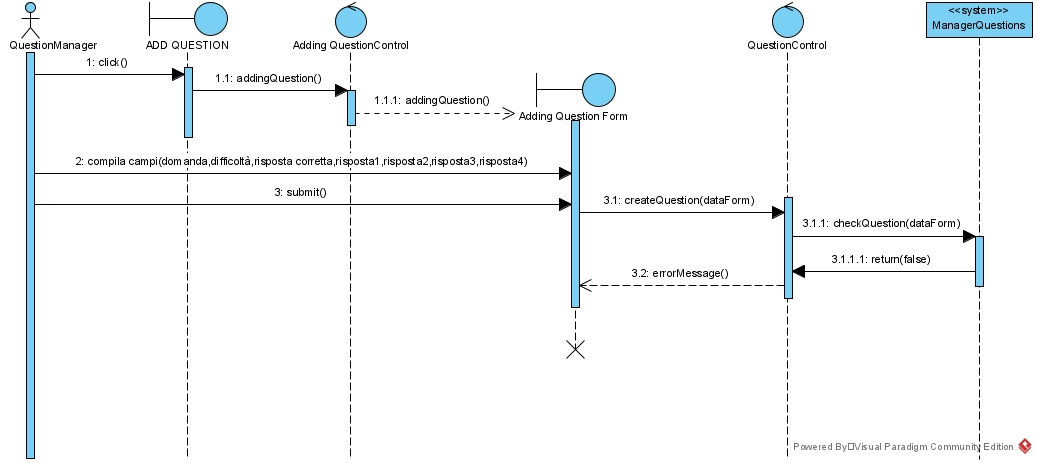 <<system>>
ManagerQuestions
QuestionManager
ADD QUESTION
Adding QuestionControl
QuestionControl
1: click()
1.1: addingQuestion()
1.1.1: addingQuestion()
Adding Question Form
2: compila campi(domanda,difficoltà,risposta corretta,risposta1,risposta2,risposta3,risposta4)
3: submit()
3.1: createQuestion(dataForm)
3.1.1: checkQuestion(dataForm)
3.1.1.1: return(false)
3.2: errorMessage()
Powered By□Visual Paradigm Community Edition